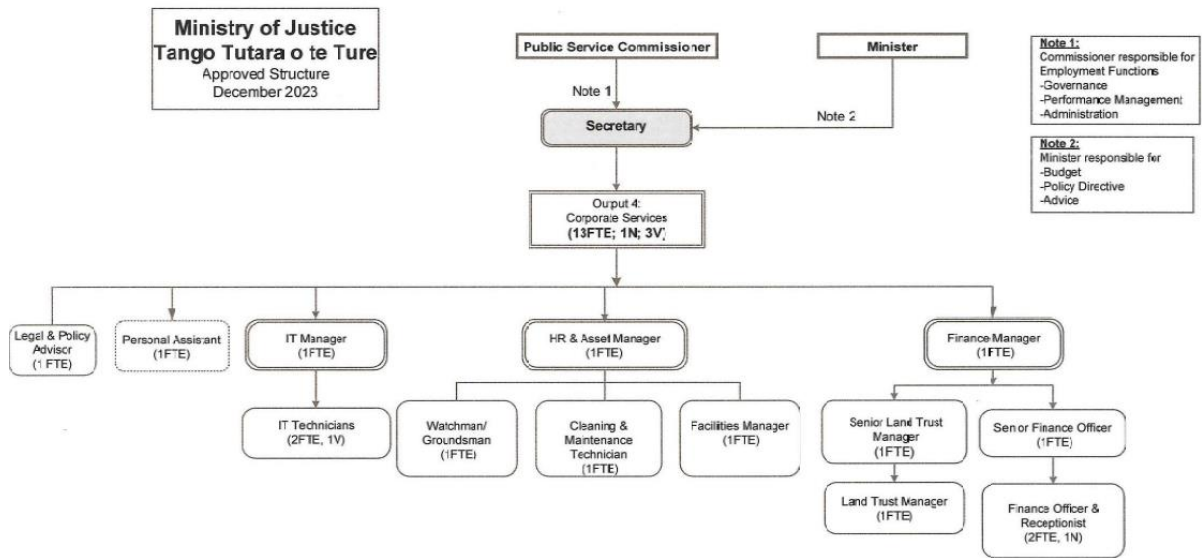 Ministry of Justice
Tango Tutara o te Ture
Approved Structure
December 2023
Public Service Commissioner
Minister
Note 1:
Commissioner responsible for
Employment Functions
-Governance
-Performance Management
-Administration
Note 1
Note 2
Secretary
Note 2:
Minister responsible for
-Budget
-Policy Directive
-Advice
Output 4:
Corporate Services
(13FTE; 1N; 3V)
Legal & Policy
Advisor
(1 FTE)
Personal Assistant
(1FTE)
IT Manager
(1FTE)
HR & Asset Manager
(1FTE)
Finance Manager
(1FTE)
IT Technicians
(2FTE, 1V)
Watchman/
Groundsman
(1FTE)
Cleaning &
Maintenance
Technician
(1FTE)
Facilities Manager
(1FTE)
Senior Land Trust
Manager
(1FTE)
Senior Finance Officer
(1FTE)
Land Trust Manager
(1FTE)
Finance Officer &
Receptionist
(2FTE, 1N)